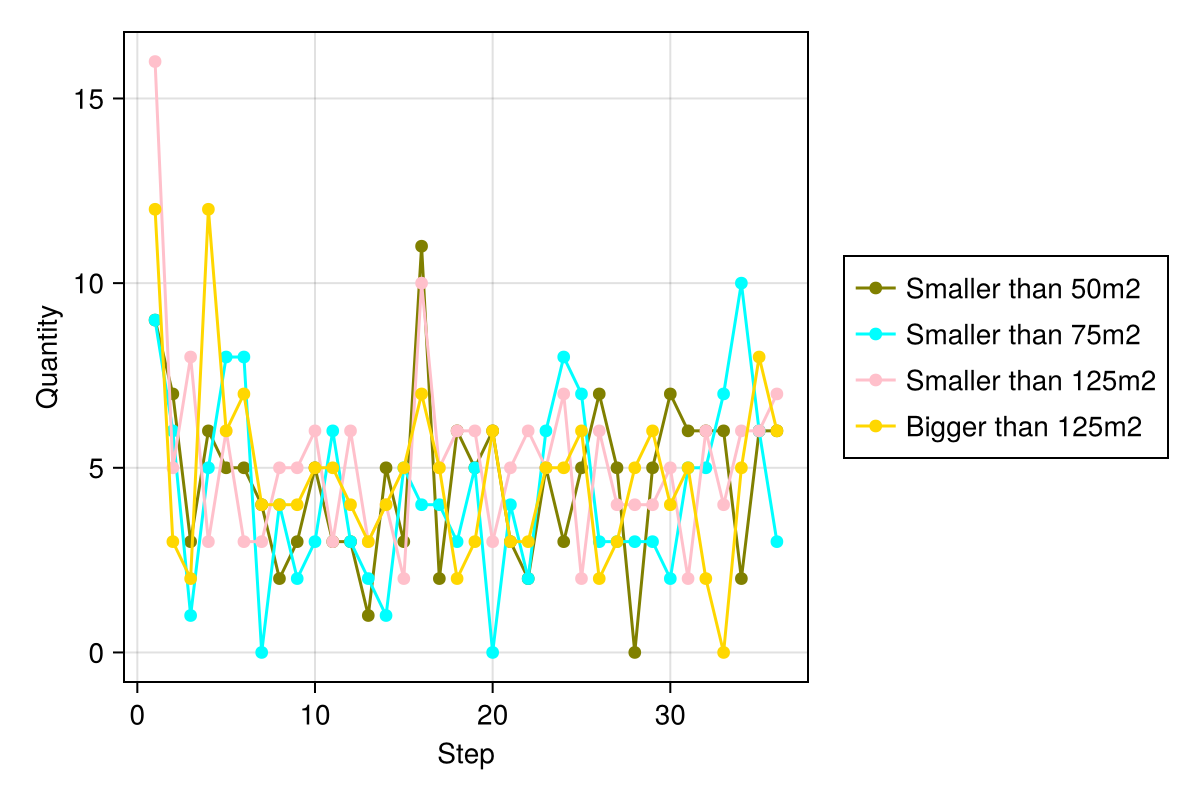 15
10
5
0
Quantity
0 10 20 30
Step
Smaller than 50m2
Smaller than 75m2
Smaller than 125m2
Bigger than 125m2